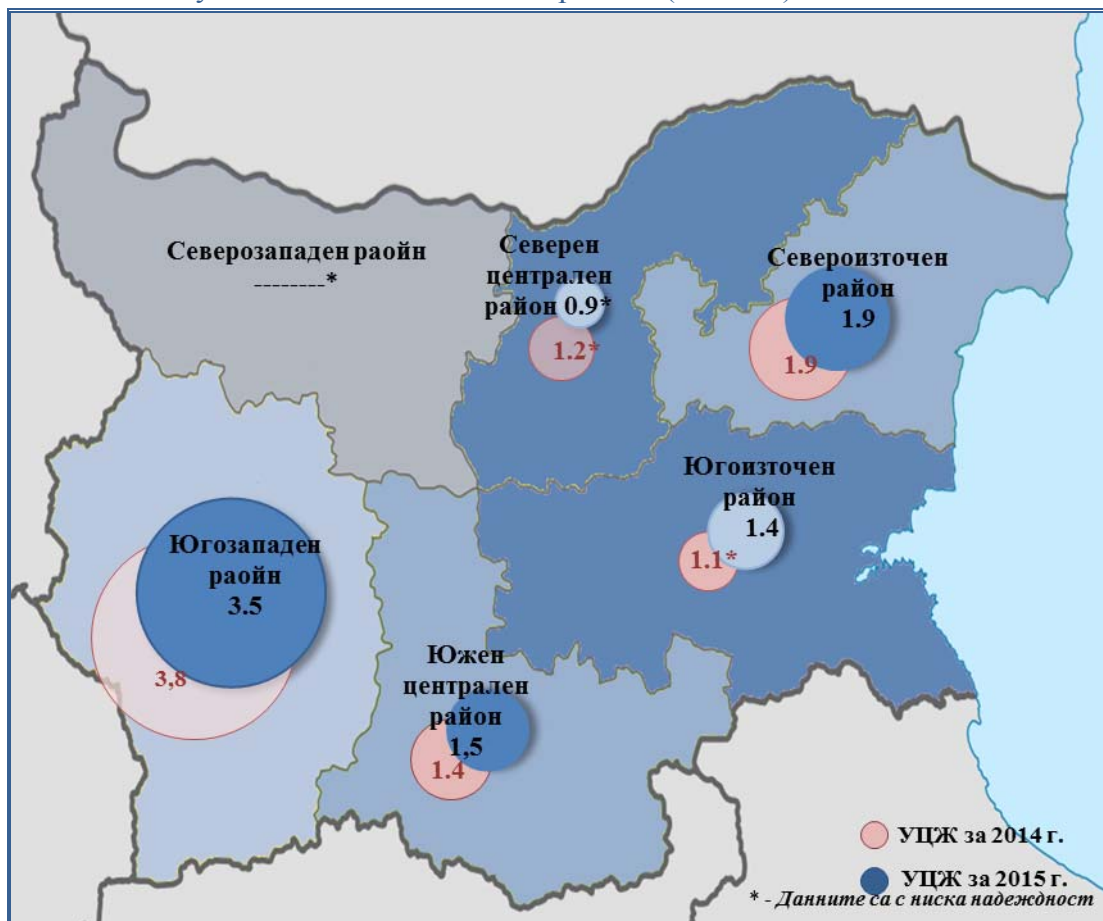 Северозападен раойн
--------*
Северен
централен
район 0.9*
1.2*
Североизточен
район
1.9
1.9
Югоизточен
район
1.4
1.1*
Югозападен
раойн
3.5
3,8
Южен
централен
район
1,5
1.4
УЦЖ за 2014 г.
УЦЖ за 2015 г.
* - Данните са с ниска надеждност